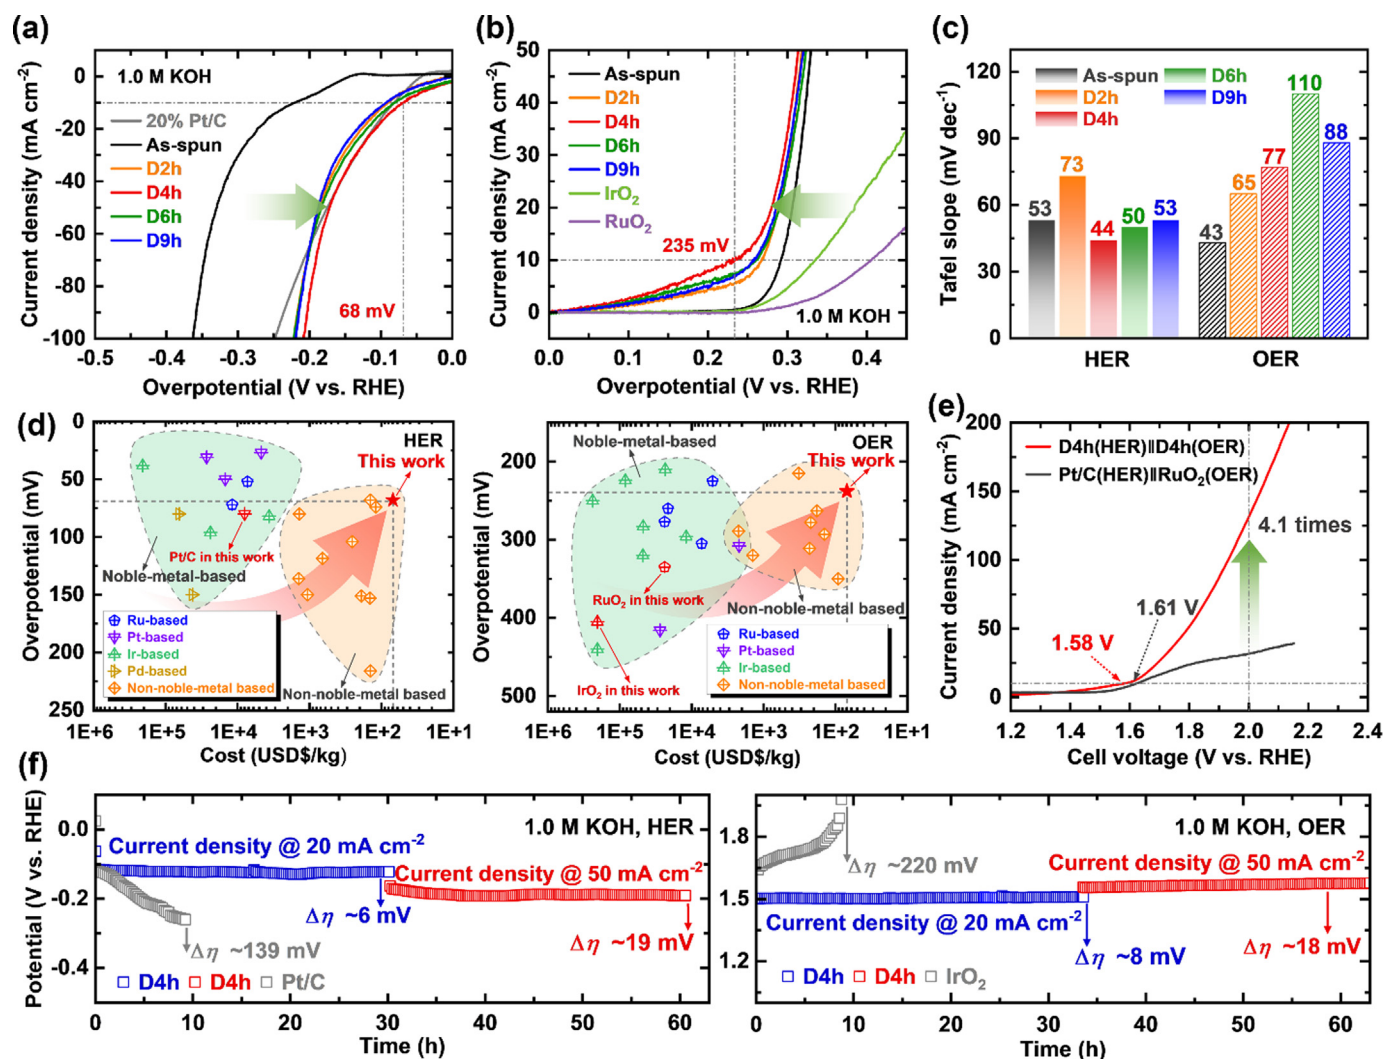 (a)
1.0 M KOH
20% Pt/C
As-spun
D2h
D4h
D6h
D9h
68 mV
Current density (mA cm-2)
0
-20
-40
-60
-80
-100
-0.5 -0.4 -0.3 -0.2 -0.1 0.0
Overpotential (V vs. RHE)
(b)
As-spun
D2h
D4h
D6h
D9h
IrO2
RuO2
235 mV
1.0 M KOH
Current density (mA cm-2)
50
40
30
20
10
0
0.0 0.1 0.2 0.3 0.4
Overpotential (V vs. RHE)
(c)
As-spun D6h
D2h D9h
D4h
Tafel slope (mV dec-1)
120
90
60
30
0
53 73 44 50 53
43 65 77 110 88
HER OER
(d)
HER
This work
Pt/C in this work
Noble-metal-based
Ru-based
Pt-based
Ir-based
Pd-based
Non-noble-metal based
Non-noble-metal based
Overpotential (mV)
0
50
100
150
200
250
1E+6 1E+5 1E+4 1E+3 1E+2 1E+1
Cost (USD$/kg)
OER
Noble-metal-based
This work
RuO2 in this work
Non-noble-metal based
IrO2 in this work
Ru-based
Pt-based
Ir-based
Non-noble-metal based
Overpotential (mV)
200
300
400
500
1E+6 1E+5 1E+4 1E+3 1E+2 1E+1
Cost (USD$/kg)
(e)
D4h(HER)‖D4h(OER)
Pt/C(HER)‖RuO2(OER)
4.1 times
1.61 V
1.58 V
Current density (mA cm-2)
200
150
100
50
0
1.2 1.4 1.6 1.8 2.0 2.2 2.4
Cell voltage (V vs. RHE)
(f)
1.0 M KOH, HER
Current density @ 20 mA cm-2
Current density @ 50 mA cm-2
Δη ~6 mV
Δη ~19 mV
Δη ~139 mV
D4h D4h Pt/C
Potential (V vs. RHE)
0.0
-0.2
-0.4
0 10 20 30 40 50 60
Time (h)
1.0 M KOH, OER
Δη ~220 mV
Current density @ 50 mA cm-2
Current density @ 20 mA cm-2
Δη ~8 mV
Δη ~18 mV
D4h D4h IrO2
1.8
1.5
1.2
0 10 20 30 40 50 60
Time (h)